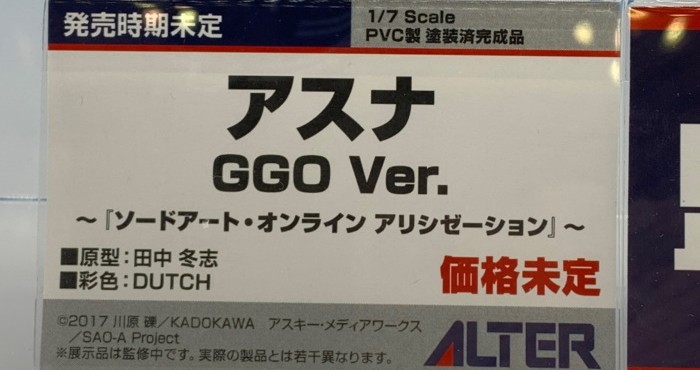 発売時期未定
1/7 Scale
PVC製 塗装済完成品
アスナ
GGO Ver.
～『ソードアート・オンライン アリシゼーション』～
■原型：田中 冬志
■彩色：DUTCH
価格未定
©2017 川原 礫／KADOKAWA アスキー・メディアワークス
／SAO-A Project
※展示品は監修中です。実際の製品とは若干異なります。
ALTER